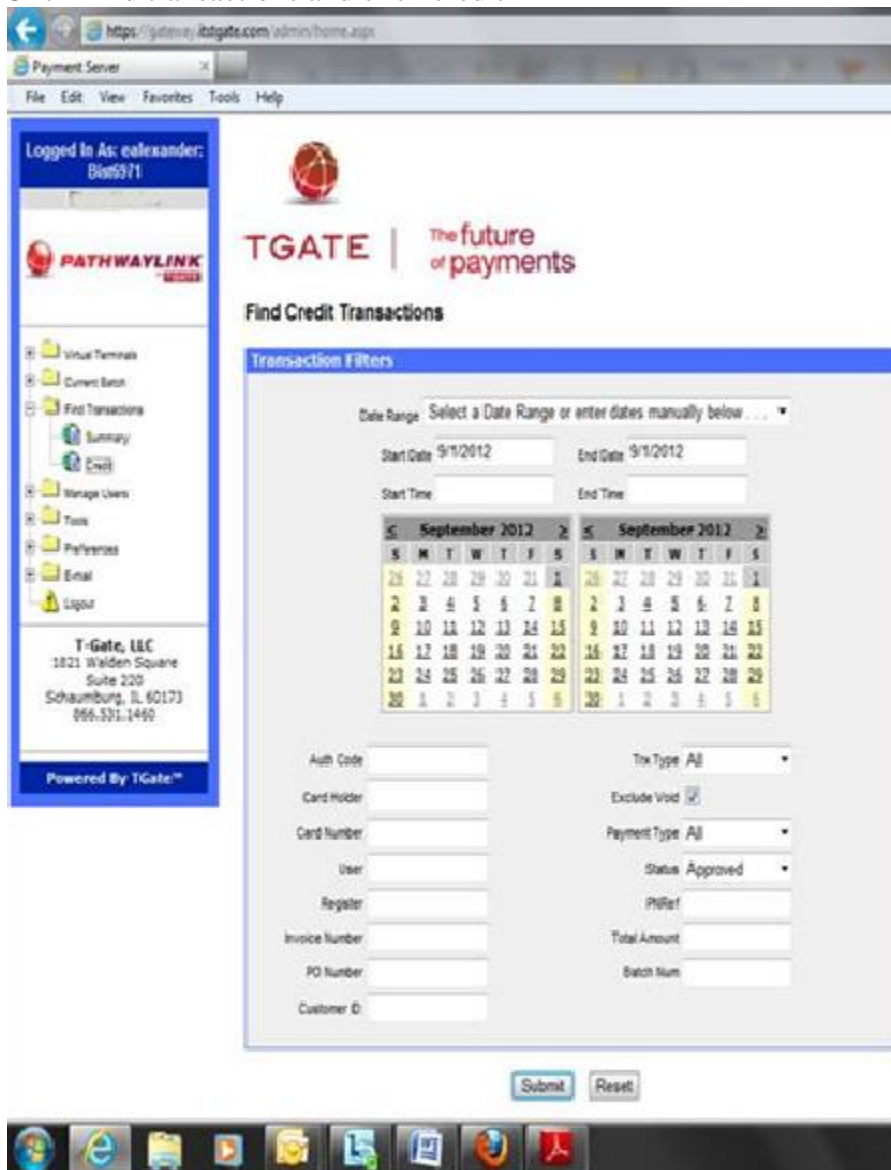 https://gateway.itstgate.com/admin/home.aspx
Payment Server
File Edit View Favorites Tools Help
Logged In As: ealexander:
PATHWAYLINK
TGATE | The future of payments
Find Credit Transactions
Virtual Terminals
Current Batch
Find Transactions
Summary
Credit
Manage Users
Tools
Preferences
E-mail
Logout
T-Gate, LLC
1821 Walden Square
Suite 220
Schaumburg, IL 60173
866.531.1460
Powered By TGate™
Transaction Filters
Date Range Select a Date Range or enter dates manually below . . .
Start Date 9/1/2012 End Date 9/1/2012
Start Time End Time
< September 2012 > < September 2012 >
S M T W T F S S M T W T F S
26 27 28 29 30 31 1 26 27 28 29 30 31 1
2 3 4 5 6 7 8 2 3 4 5 6 7 8
9 10 11 12 13 14 15 9 10 11 12 13 14 15
16 17 18 19 20 21 22 16 17 18 19 20 21 22
23 24 25 26 27 28 29 23 24 25 26 27 28 29
30 1 2 3 4 5 6 30 1 2 3 4 5 6
Auth Code Trx Type All
Card Holder Exclude Void
Card Number Payment Type All
User Status Approved
Register PNRef
Invoice Number Total Amount
PO Number Batch Num
Customer ID
Submit Reset